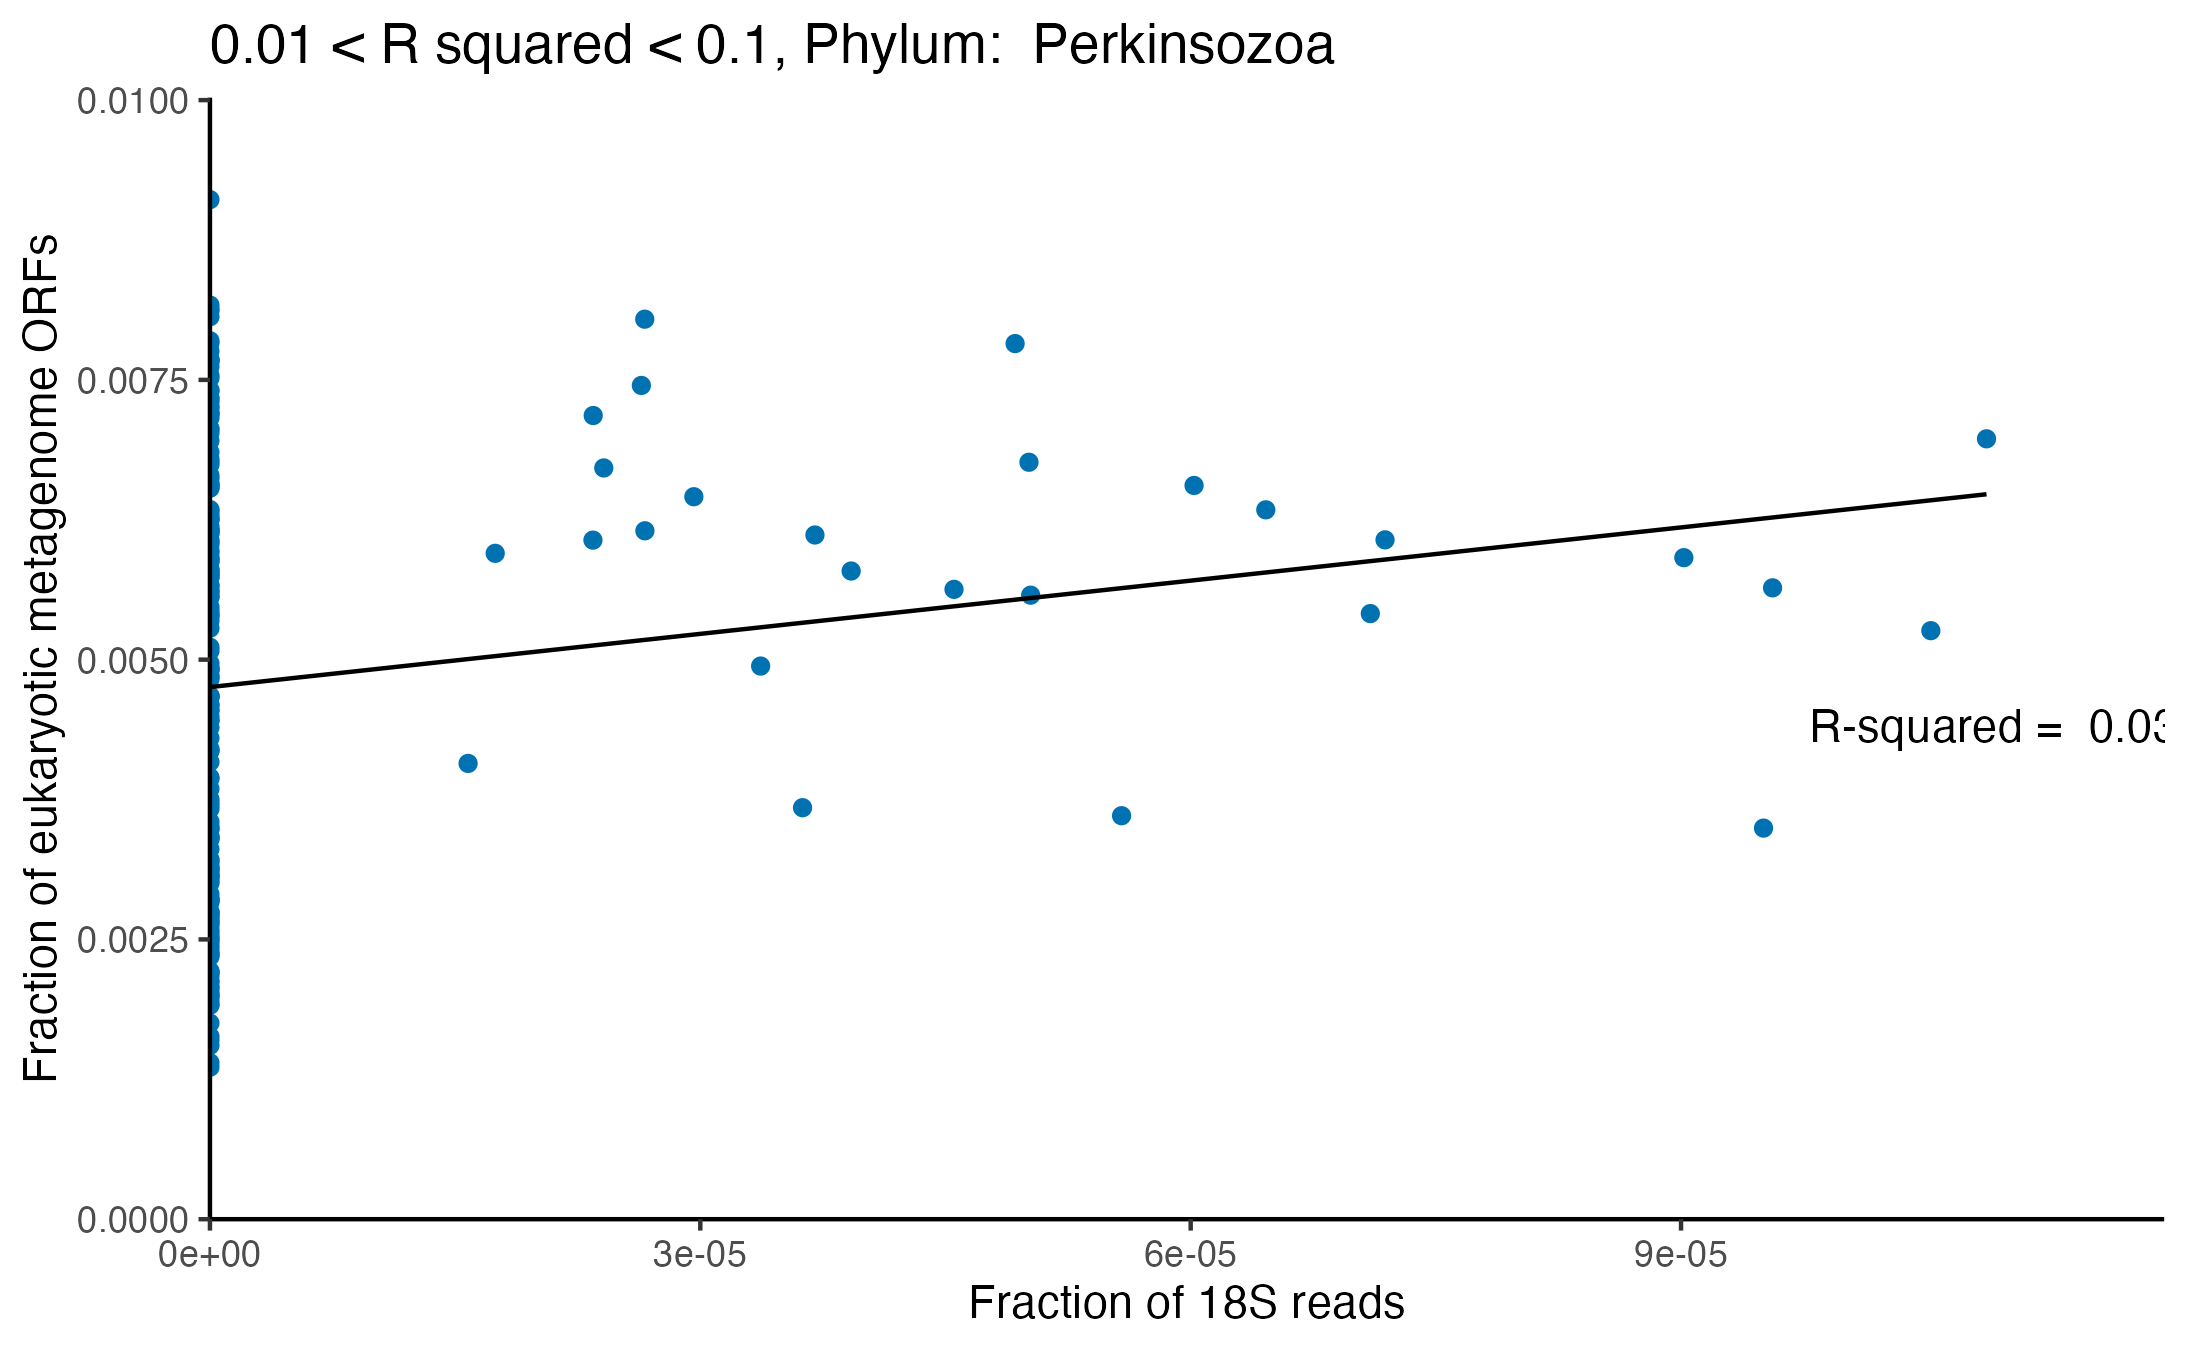 0.01 < R squared < 0.1, Phylum:  Perkinsozoa
0.0100
0.0075
0.0050
0.0025
0.0000
Fraction of eukaryotic metagenome ORFs
R-squared =  0.03
0e+00
3e-05
6e-05
9e-05
Fraction of 18S reads